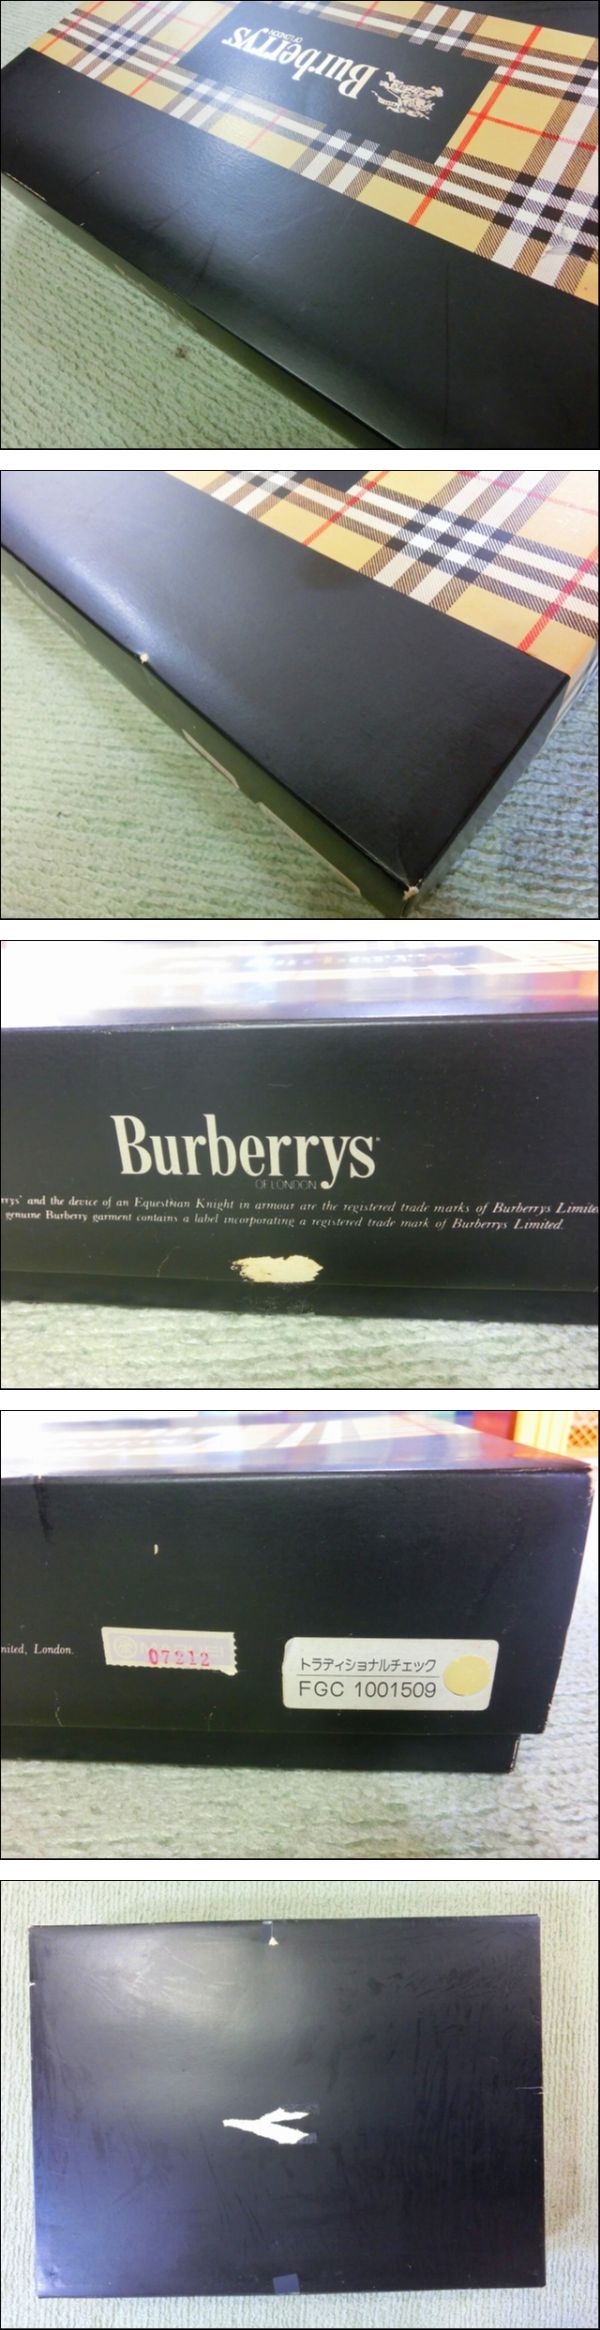 Burberrys
OF LONDON
Burberrys
OF LONDON
rrys' and the device of an Equestrian Knight in armour are the registered trade marks of Burberrys Limite
genuine Burberry garment contains a label incorporating a registered trade mark of Burberrys Limited.
nited, London.
07212
トラディショナルチェック
FGC 1001509